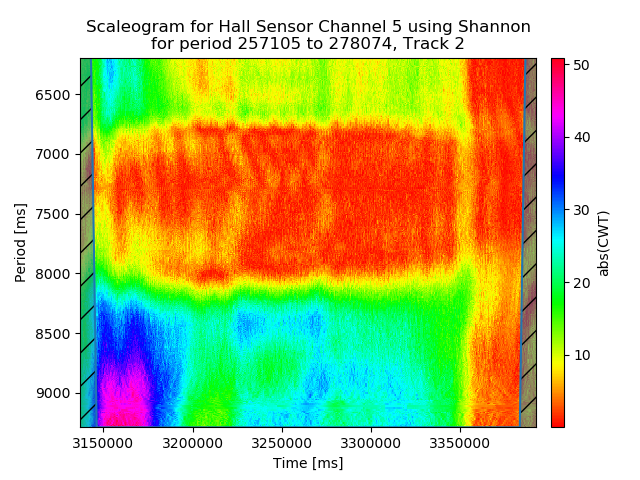 Scaleogram for Hall Sensor Channel 5 using Shannon
for period 257105 to 278074, Track 2
6500
7000
7500
8000
8500
9000
Period [ms]
3150000 3200000 3250000 3300000 3350000
Time [ms]
50
40
30
20
10
abs(CWT)